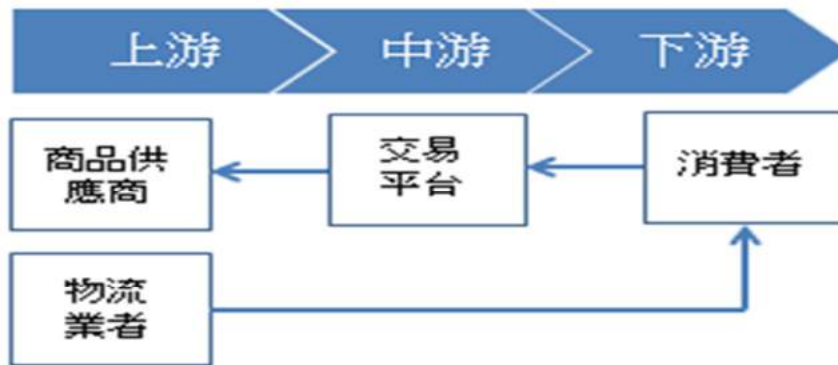 上游
中游
下游
商品供
應商
交易
平台
消費者
物流
業者